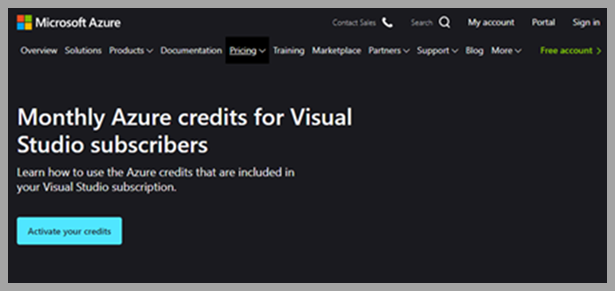 Microsoft Azure Contact Sales Search My account Portal Sign in
Overview Solutions Products Documentation Pricing Training Marketplace Partners Support Blog More Free account
Monthly Azure credits for Visual
Studio subscribers
Learn how to use the Azure credits that are included in
your Visual Studio subscription.
Activate your credits